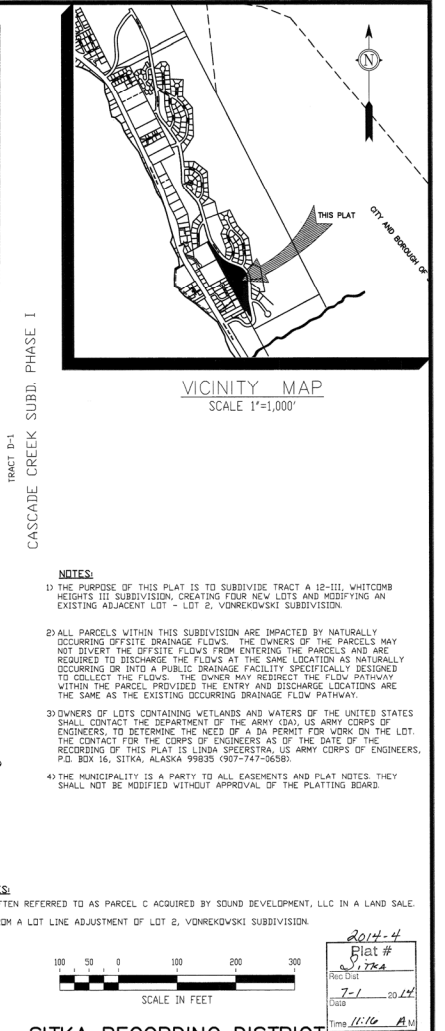 N
THIS PLAT
CITY AND BOROUGH OF
VICINITY MAP
SCALE 1"=1,000'
TRACT D-1
CASCADE CREEK SUBD. PHASE I
NOTES:
1) THE PURPOSE OF THIS PLAT IS TO SUBDIVIDE TRACT A 12-III, WHITCOMB
HEIGHTS III SUBDIVISION, CREATING FOUR NEW LOTS AND MODIFYING AN
EXISTING ADJACENT LOT - LOT 2, VONREKOWSKI SUBDIVISION.
2) ALL PARCELS WITHIN THIS SUBDIVISION ARE IMPACTED BY NATURALLY
OCCURRING OFFSITE DRAINAGE FLOWS. THE OWNERS OF THE PARCELS MAY
NOT DIVERT THE OFFSITE FLOWS FROM ENTERING THE PARCELS AND ARE
REQUIRED TO DISCHARGE THE FLOWS AT THE SAME LOCATION AS NATURALLY
OCCURRING OR INTO A PUBLIC DRAINAGE FACILITY SPECIFICALLY DESIGNED
TO COLLECT THE FLOWS. THE OWNER MAY REDIRECT THE FLOW PATHWAY
WITHIN THE PARCEL PROVIDED THE ENTRY AND DISCHARGE LOCATIONS ARE
THE SAME AS THE EXISTING OCCURRING DRAINAGE FLOW PATHWAY.
3) OWNERS OF LOTS CONTAINING WETLANDS AND WATERS OF THE UNITED STATES
SHALL CONTACT THE DEPARTMENT OF THE ARMY (DA), US ARMY CORPS OF
ENGINEERS, TO DETERMINE THE NEED OF A DA PERMIT FOR WORK ON THE LOT.
THE CONTACT FOR THE CORPS OF ENGINEERS AS OF THE DATE OF THE
RECORDING OF THIS PLAT IS LINDA SPEERSTRA, US ARMY CORPS OF ENGINEERS,
P.O. BOX 16, SITKA, ALASKA 99835 (907-747-0658).
4) THE MUNICIPALITY IS A PARTY TO ALL EASEMENTS AND PLAT NOTES. THEY
SHALL NOT BE MODIFIED WITHOUT APPROVAL OF THE PLATTING BOARD.
ES:
TTEN REFERRED TO AS PARCEL C ACQUIRED BY SOUND DEVELOPMENT, LLC IN A LAND SALE.
OM A LOT LINE ADJUSTMENT OF LOT 2, VONREKOWSKI SUBDIVISION.
100 50 0 100 200 300
SCALE IN FEET
2014-4
Plat #
SITKA
Rec Dist
7-1 2014
Date
Time 11:16 A.M
SITKA RECORDING DISTRICT